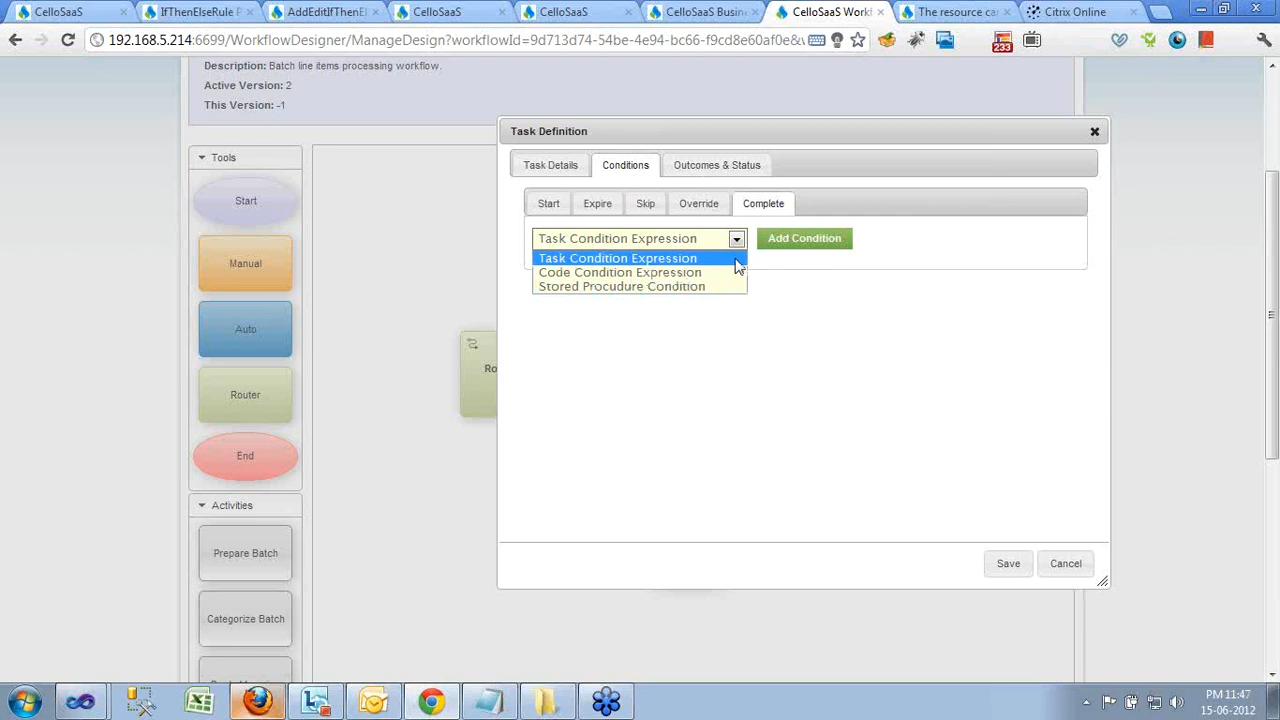 CelloSaaS
IfThenElseRule P
AddEditIfThenEl
CelloSaaS
CelloSaaS
CelloSaaS Busin
CelloSaaS Workf
The resource ca
Citrix Online
192.168.5.214:6699/WorkflowDesigner/ManageDesign?workflowId=9d713d74-54be-4e94-bc66-f9cd8e60af0e&
233
Description: Batch line items processing workflow.
Active Version: 2
This Version: -1
Task Definition
Tools
Task Details
Conditions
Outcomes & Status
Start
Start
Expire
Skip
Override
Complete
Task Condition Expression
Add Condition
Manual
Task Condition Expression
Code Condition Expression
Stored Procudure Condition
Auto
Ro
Router
End
Activities
Prepare Batch
Save
Cancel
Categorize Batch
PM 11:47
15-06-2012